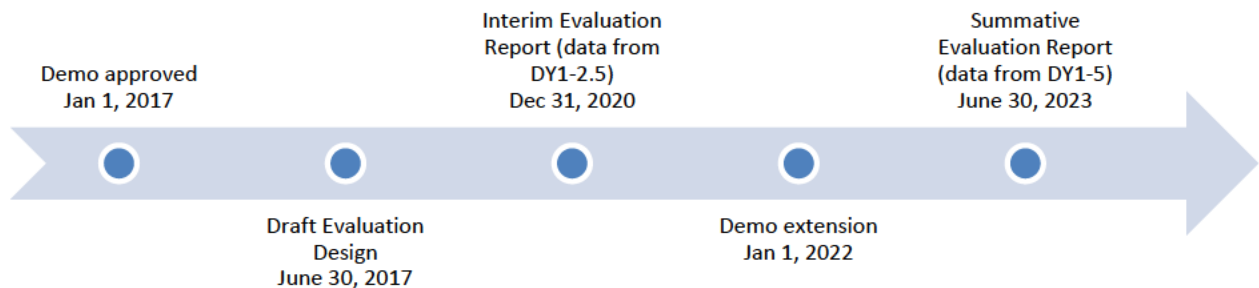 Demo approved
Jan 1, 2017
Draft Evaluation
Design
June 30, 2017
Interim Evaluation
Report (data from
DY1-2.5)
Dec 31, 2020
Demo extension
Jan 1, 2022
Summative
Evaluation Report
(data from DY1-5)
June 30, 2023